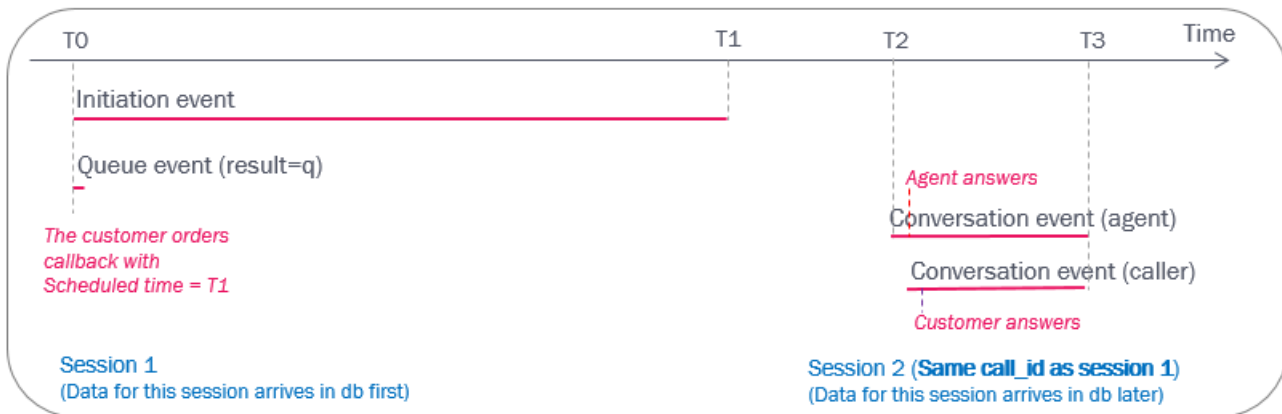 T0 T1 T2 T3 Time
Initiation event
Queue event (result=q)
Agent answers
Conversation event (agent)
The customer orders
callback with
Scheduled time = T1
Conversation event (caller)
Customer answers
Session 1
(Data for this session arrives in db first)
Session 2 (Same call_id as session 1)
(Data for this session arrives in db later)